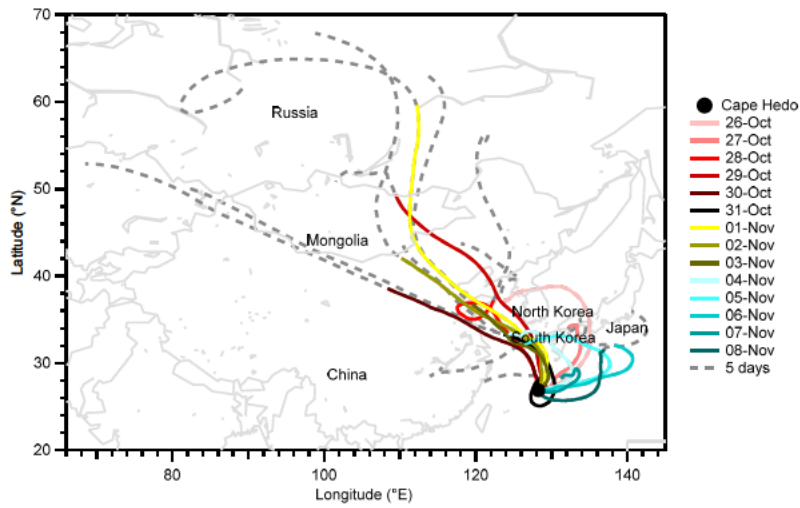 70
60
50
40
30
20
Latitude (°N)
80
100
120
140
Longitude (°E)
Russia
Mongolia
North Korea
South Korea
Japan
China
Cape Hedo
26-Oct
27-Oct
28-Oct
29-Oct
30-Oct
31-Oct
01-Nov
02-Nov
03-Nov
04-Nov
05-Nov
06-Nov
07-Nov
08-Nov
5 days